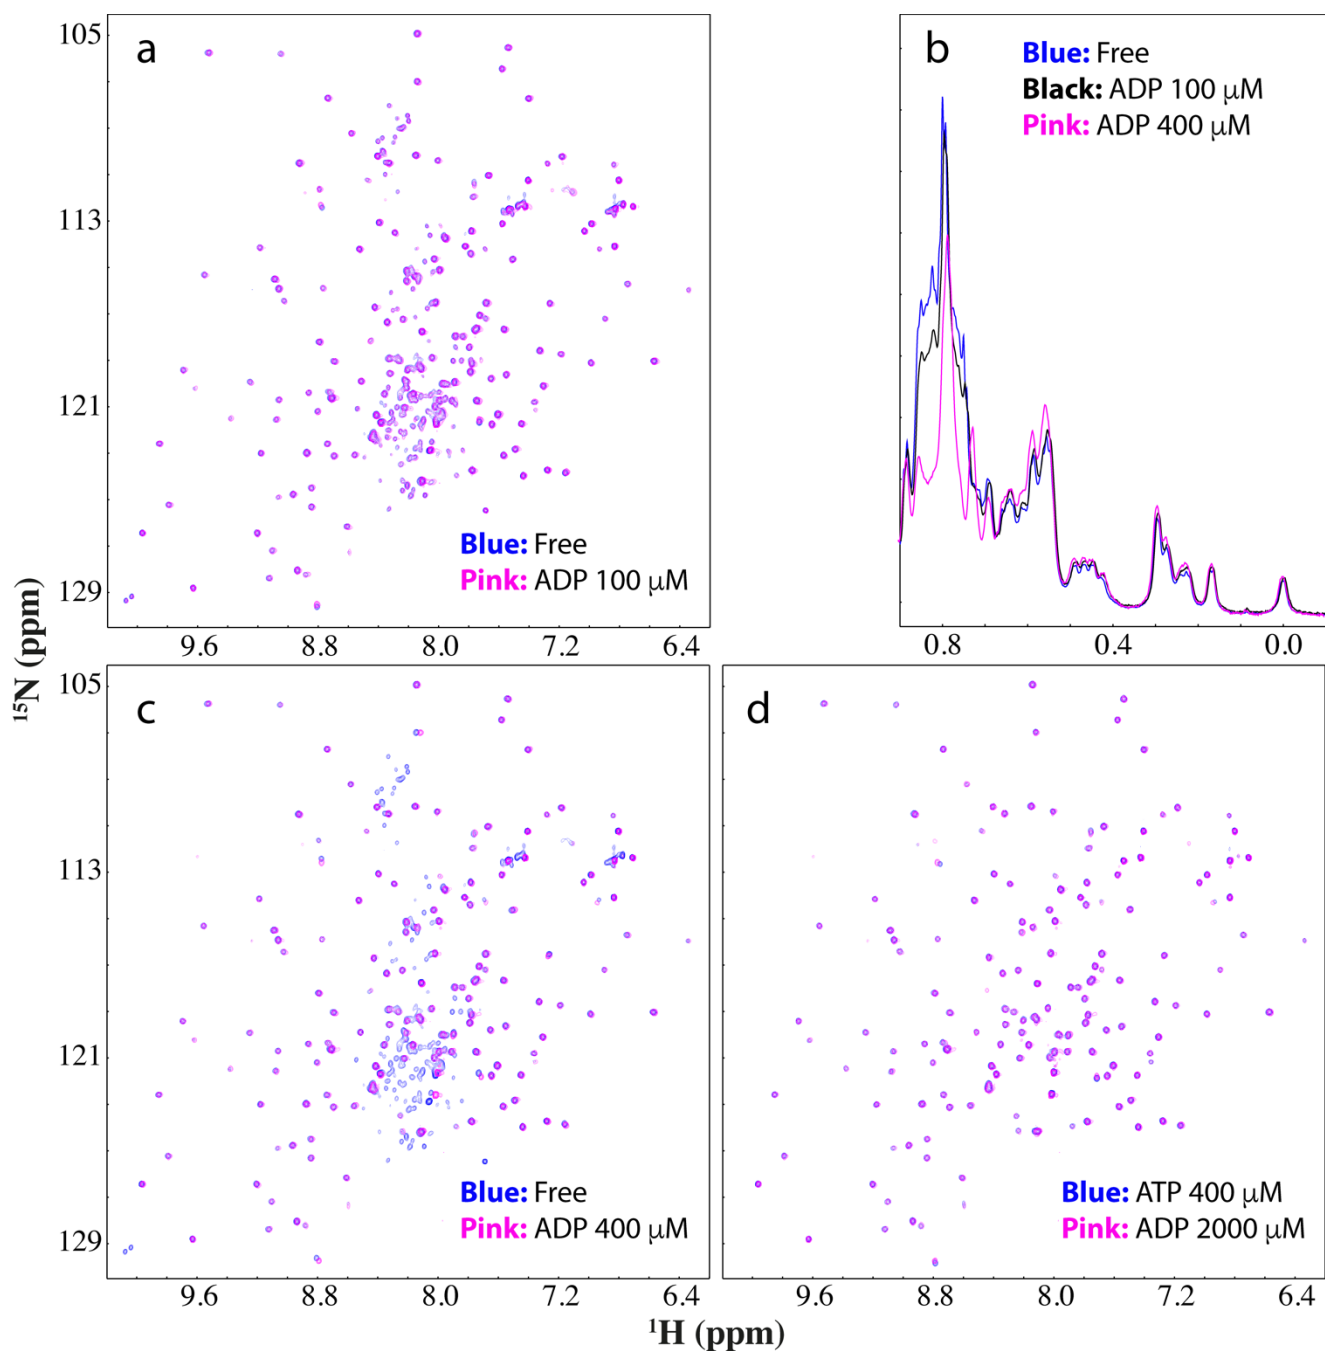 a
105
113
121
129
Blue: Free
Pink: ADP 100 μM
9.6 8.8 8.0 7.2 6.4
b
Blue: Free
Black: ADP 100 μM
Pink: ADP 400 μM
0.8 0.4 0.0
¹⁵N (ppm)
c
105
113
121
129
Blue: Free
Pink: ADP 400 μM
9.6 8.8 8.0 7.2 6.4
d
Blue: ATP 400 μM
Pink: ADP 2000 μM
9.6 8.8 8.0 7.2 6.4
¹H (ppm)